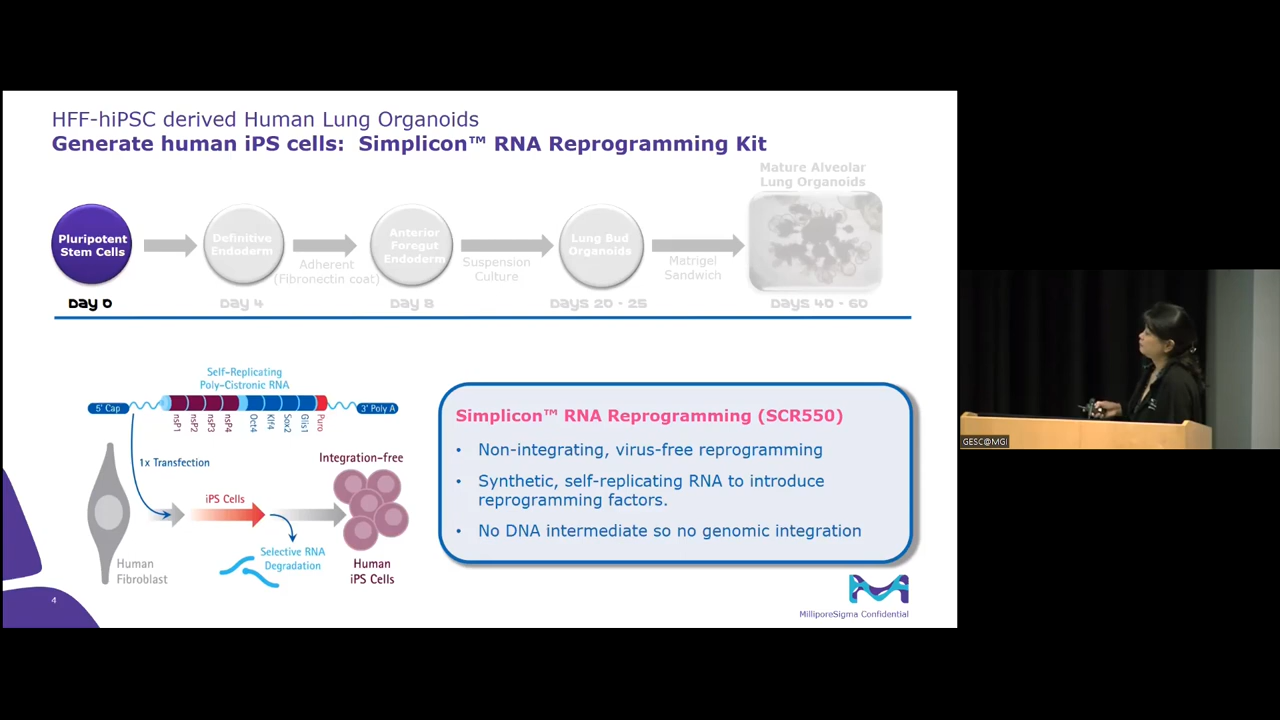 HFF-hiPSC derived Human Lung Organoids
Generate human iPS cells: Simplicon™ RNA Reprogramming Kit
Mature Alveolar
Lung Organoids
Pluripotent
Stem Cells
Definitive
Endoderm
Adherent
(Fibronectin coat)
Anterior
Foregut
Endoderm
Suspension
Culture
Lung Bud
Organoids
Matrigel
Sandwich
Day 0
Day 4
Day 8
Days 20 - 25
Days 40 - 60
Self-Replicating
Poly-Cistronic RNA
5' Cap
3' Poly A
nsP1
nsP2
nsP3
nsP4
Oct4
Klf4
Sox2
Glis1
Puro
1x Transfection
Integration-free
iPS Cells
Selective RNA
Degradation
Human
Fibroblast
Human
iPS Cells
Simplicon™ RNA Reprogramming (SCR550)
• Non-integrating, virus-free reprogramming
• Synthetic, self-replicating RNA to introduce
reprogramming factors.
• No DNA intermediate so no genomic integration
4
MilliporeSigma Confidential
GESC@MGI